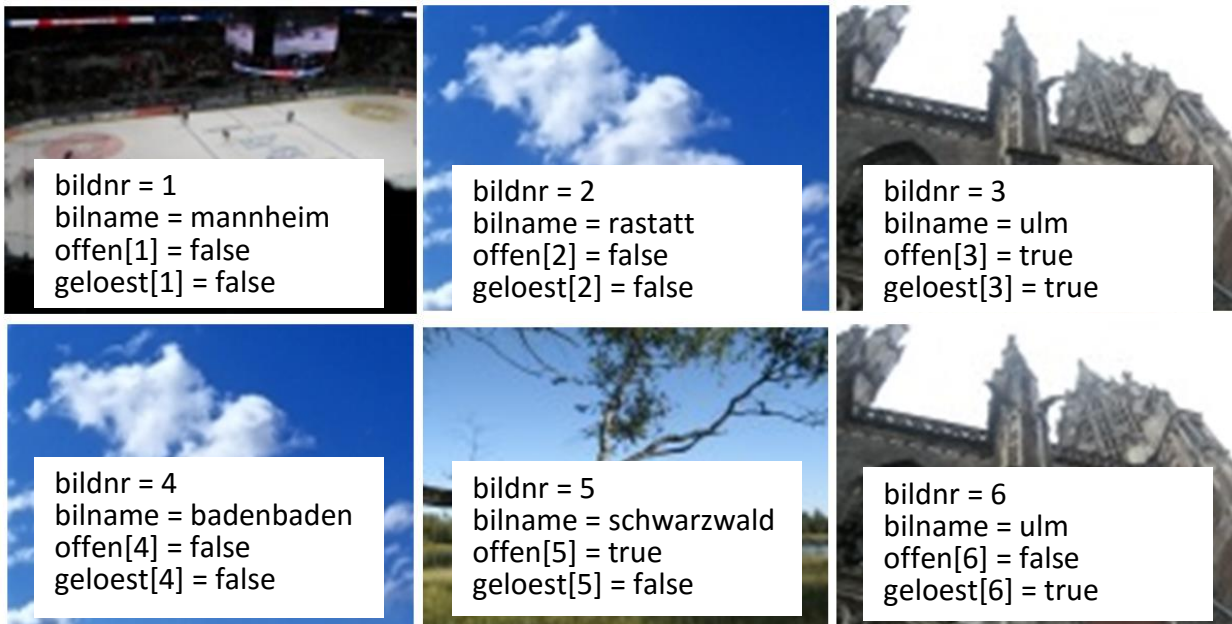 bildnr = 1
bilname = mannheim
offen[1] = false
geloest[1] = false
bildnr = 2
bilname = rastatt
offen[2] = false
geloest[2] = false
bildnr = 3
bilname = ulm
offen[3] = true
geloest[3] = true
bildnr = 4
bilname = badenbaden
offen[4] = false
geloest[4] = false
bildnr = 5
bilname = schwarzwald
offen[5] = true
geloest[5] = false
bildnr = 6
bilname = ulm
offen[6] = false
geloest[6] = true